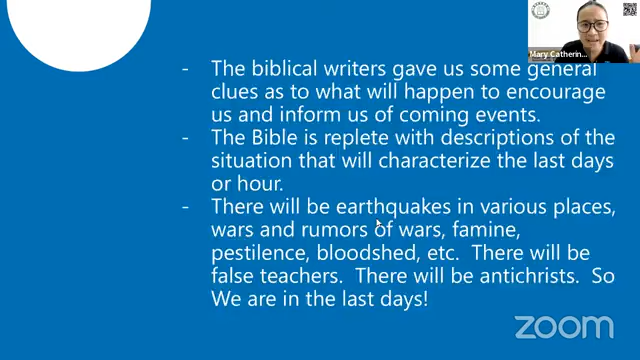 Mary Catherin...
- The biblical writers gave us some general
clues as to what will happen to encourage
us and inform us of coming events.
- The Bible is replete with descriptions of the
situation that will characterize the last days
or hour.
- There will be earthquakes in various places,
wars and rumors of wars, famine,
pestilence, bloodshed, etc.  There will be
false teachers.  There will be antichrists.  So
We are in the last days!
zoom